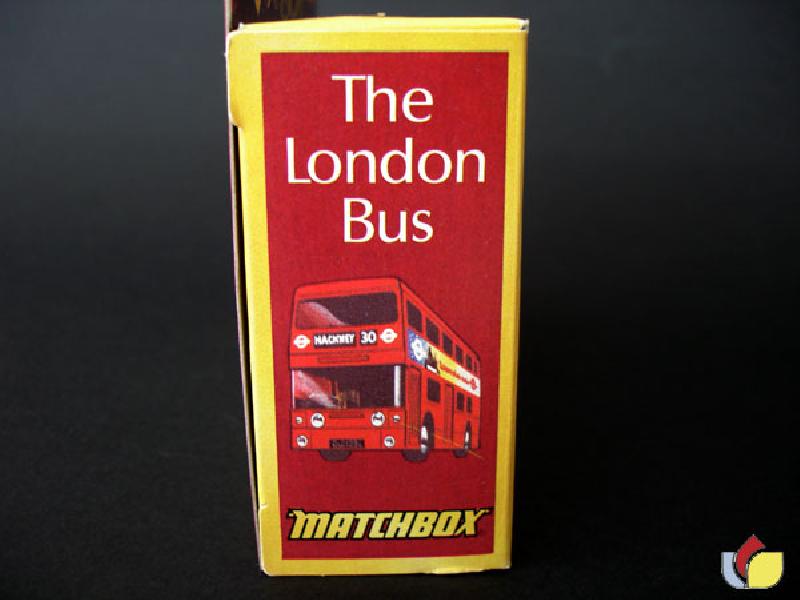 The
London
Bus
HACKNEY 30
MATCHBOX